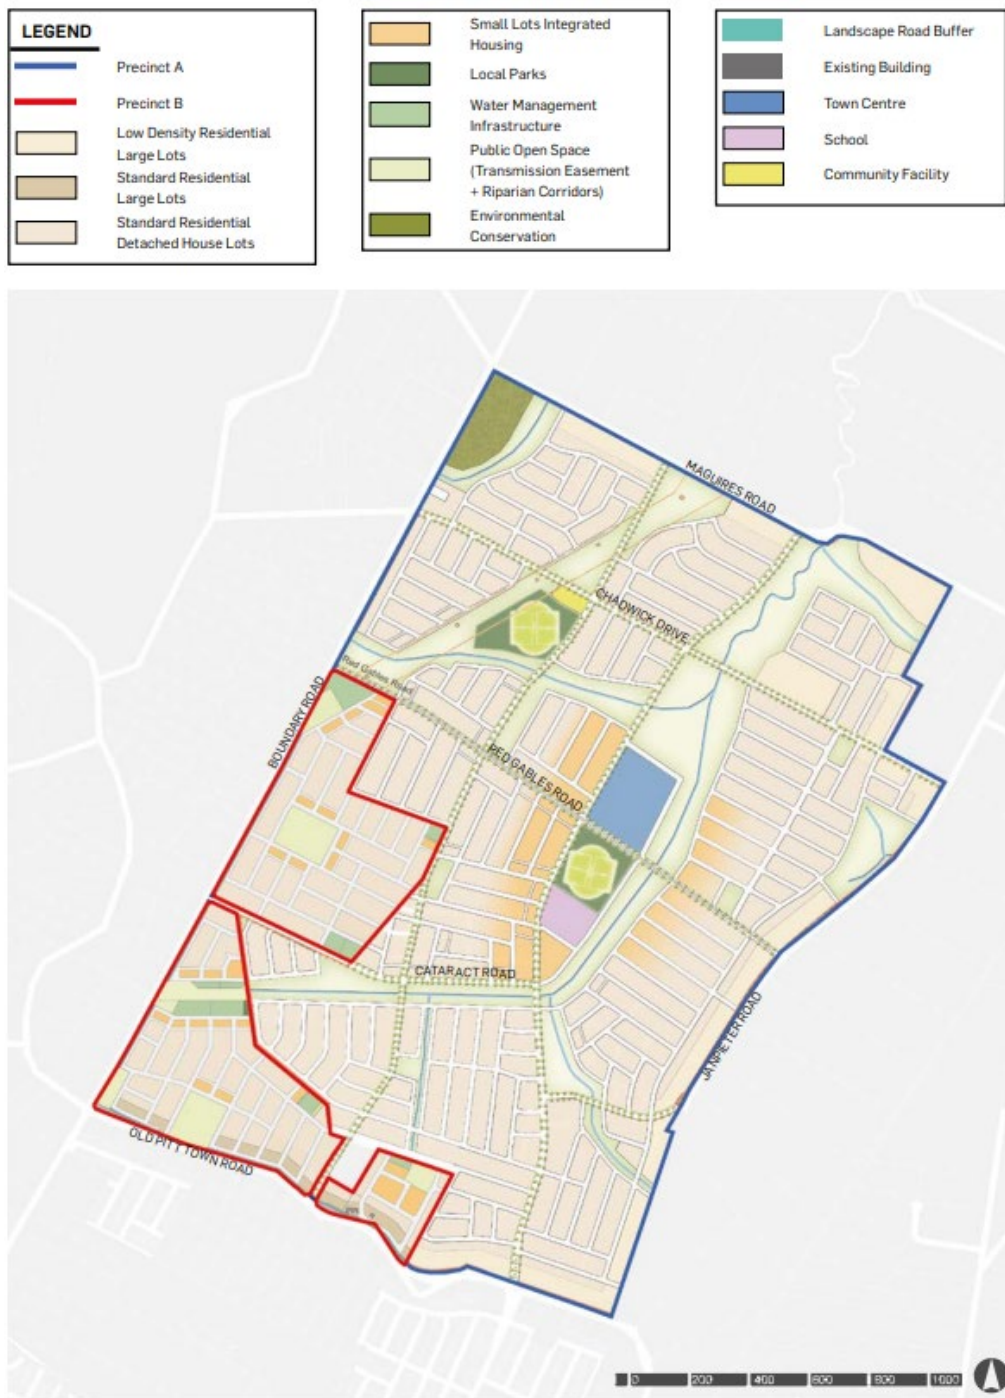 LEGEND
Precinct A
Precinct B
Low Density Residential
Large Lots
Standard Residential
Large Lots
Standard Residential
Detached House Lots
Small Lots Integrated
Housing
Local Parks
Water Management
Infrastructure
Public Open Space
(Transmission Easement
+ Riparian Corridors)
Environmental
Conservation
Landscape Road Buffer
Existing Building
Town Centre
School
Community Facility
MAGUIRES ROAD
CHADWICK DRIVE
Red Gables Road
BOUNDARY ROAD
RED GABLES ROAD
CATARACT ROAD
JANPIETER ROAD
OLD PITT TOWN ROAD
0 200 400 600 800 1000